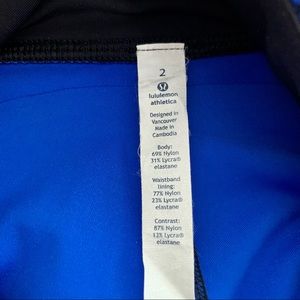 2
lululemon
athletica
Designed in
Vancouver
Made in
Cambodia
Body:
69% Nylon
31% Lycra®
elastane
Waistband
lining:
77% Nylon
23% Lycra®
elastane
Contrast:
87% Nylon
13% Lycra®
elastane